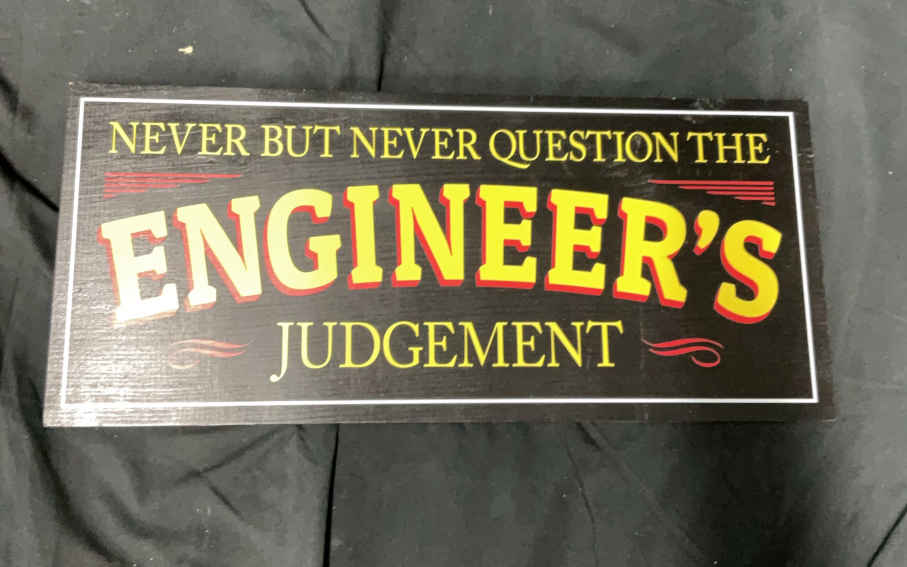 NEVER BUT NEVER QUESTION THE
ENGINEER'S
JUDGEMENT